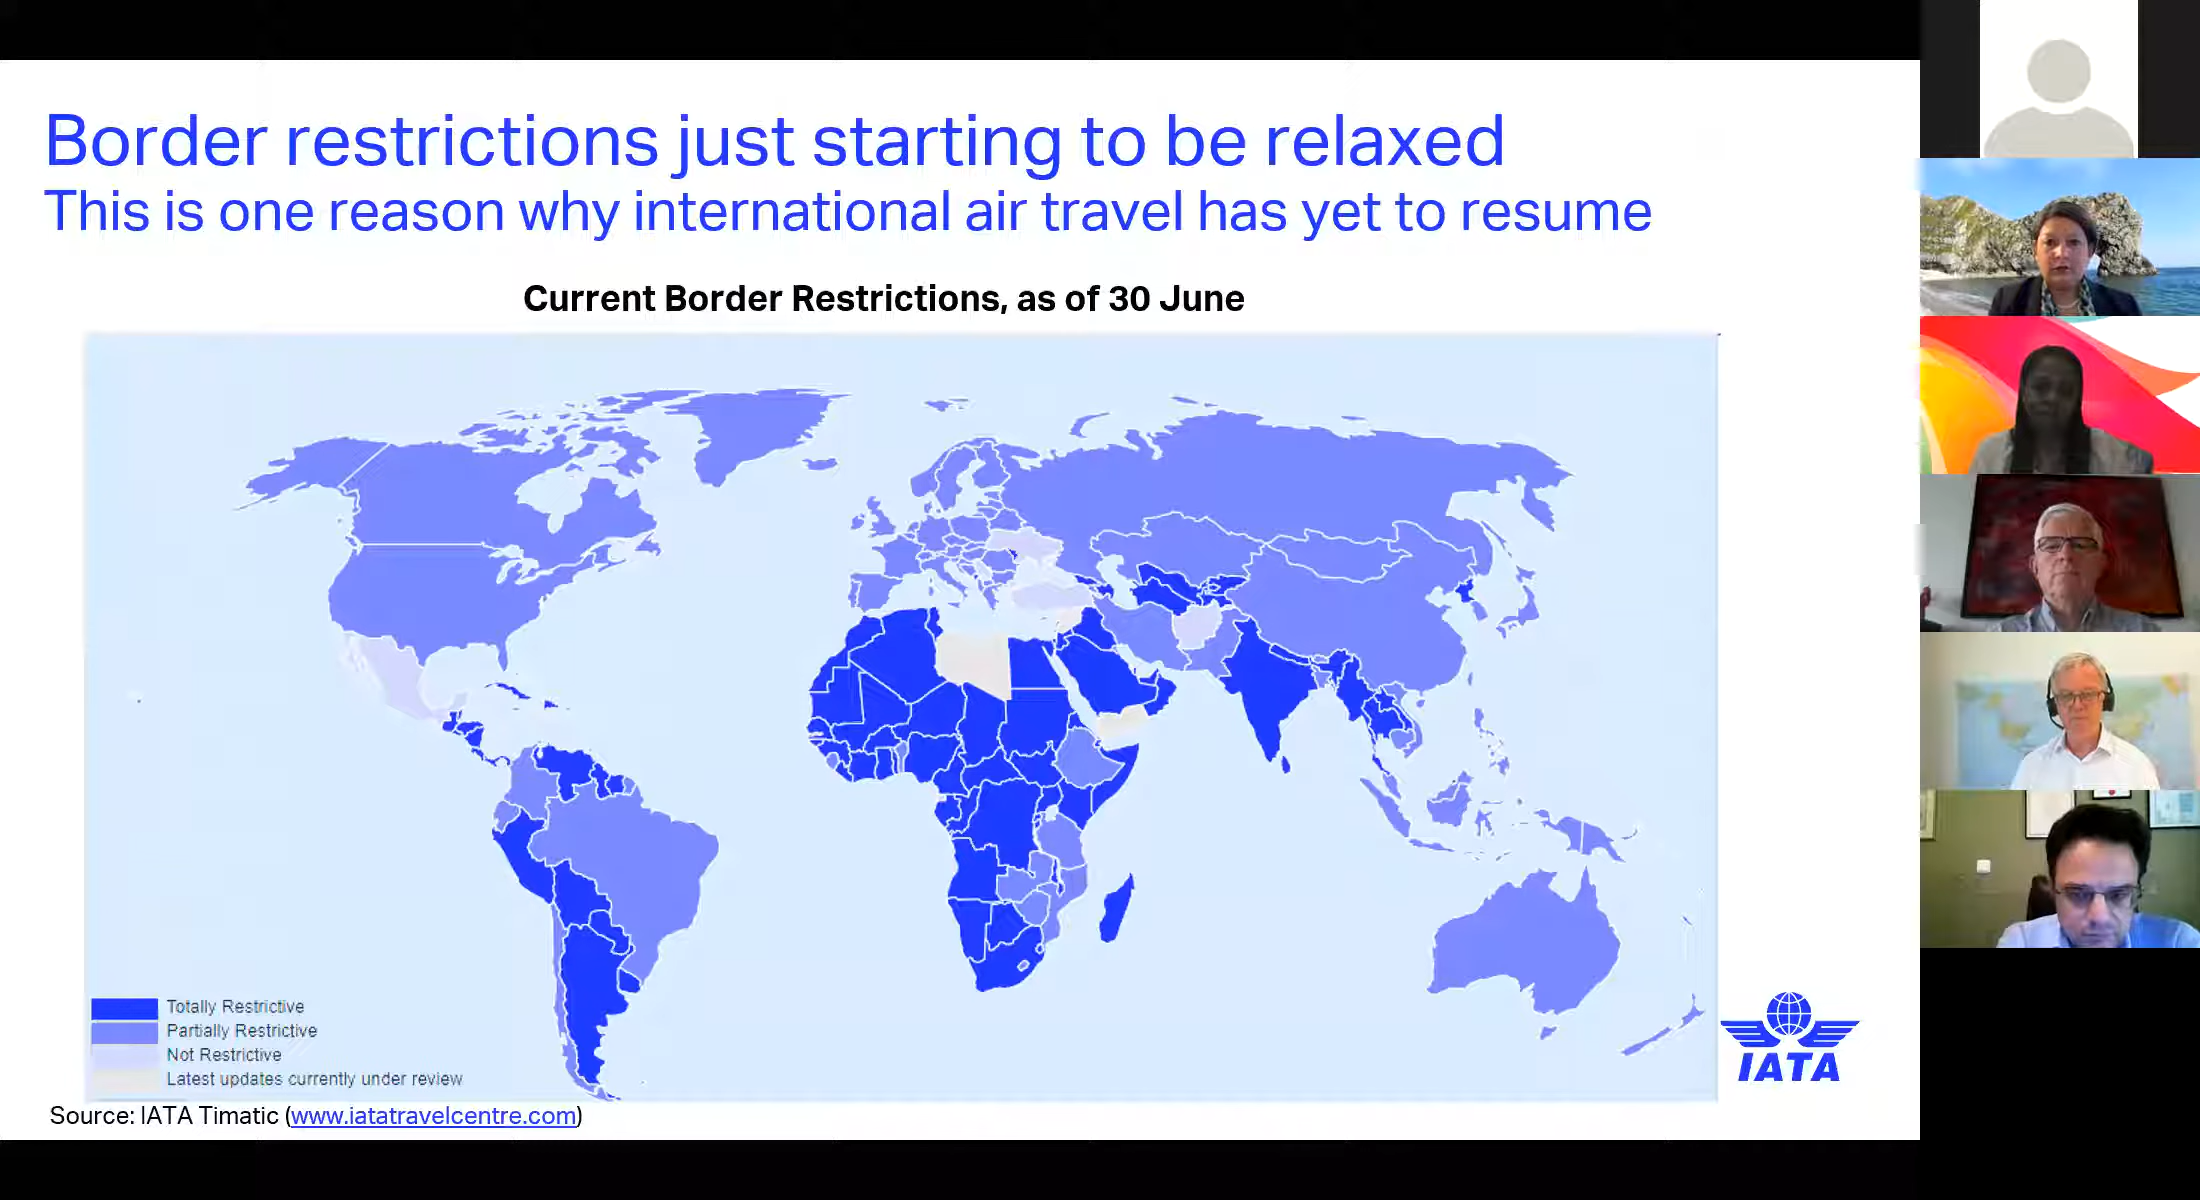 Border restrictions just starting to be relaxed
This is one reason why international air travel has yet to resume
Current Border Restrictions, as of 30 June
Totally Restrictive
Partially Restrictive
Not Restrictive
Latest updates currently under review
IATA
Source: IATA Timatic (www.iatatravelcentre.com)